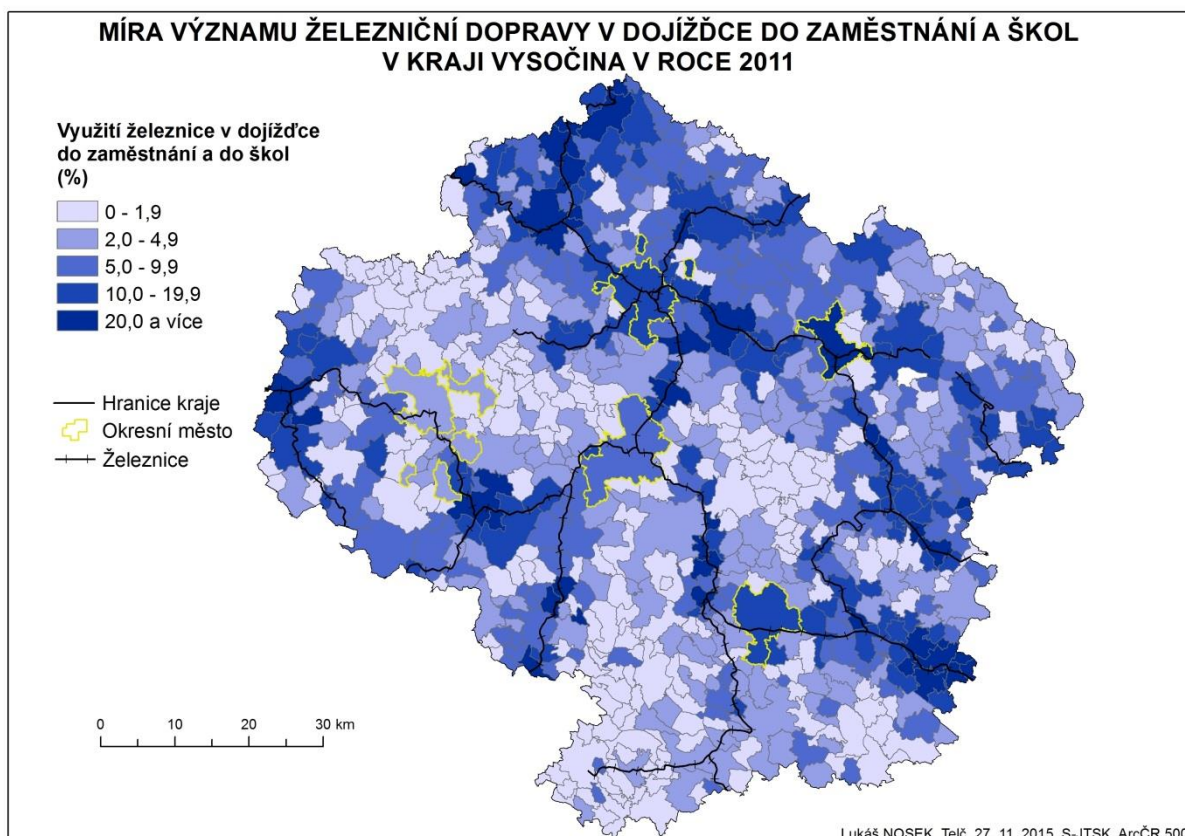 MÍRA VÝZNAMU ŽELEZNIČNÍ DOPRAVY V DOJÍŽĎCE DO ZAMĚSTNÁNÍ A ŠKOL
V KRAJI VYSOČINA V ROCE 2011
Využití železnice v dojížďce
do zaměstnání a do škol
(%)
0 - 1,9
2,0 - 4,9
5,0 - 9,9
10,0 - 19,9
20,0 a více
Hranice kraje
Okresní město
Železnice
0 10 20 30 km
Lukáš NOSEK, Telč, 27. 11. 2015, S-JTSK, ArcČR 500